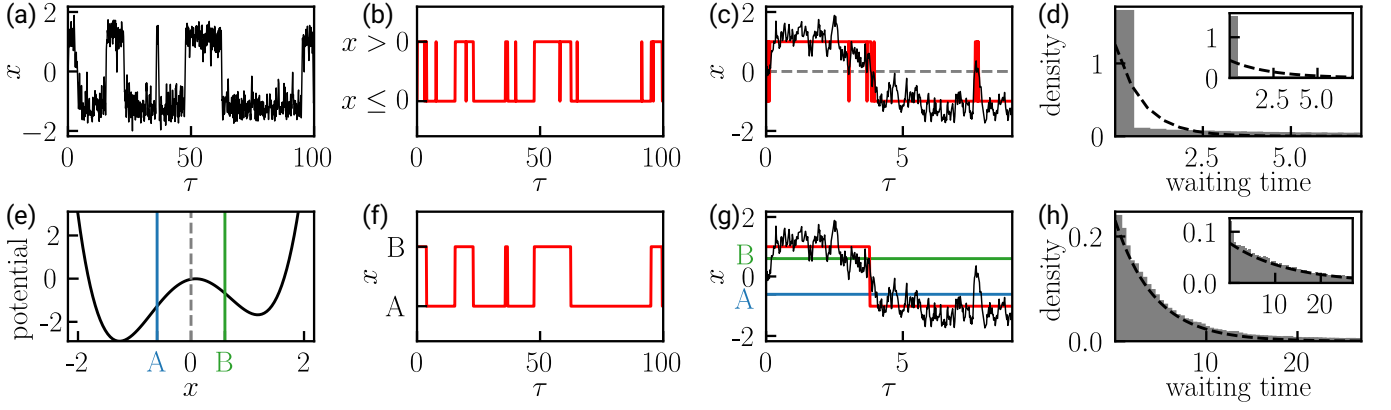 (a)
x
2
0
−2
0
50
100
τ
(b)
x > 0
x ≤ 0
0
50
100
τ
(c)
x
2
0
-2
0
5
τ
(d)
density
1
0
2.5
5.0
waiting time
1
0
2.5
5.0
(e)
potential
2
0
-2
-2
A
0
B
2
x
(f)
x
B
A
0
50
100
τ
(g)
x
2
B
0
A
-2
0
5
τ
(h)
density
0.2
0.0
10
20
waiting time
0.1
0.0
10
20